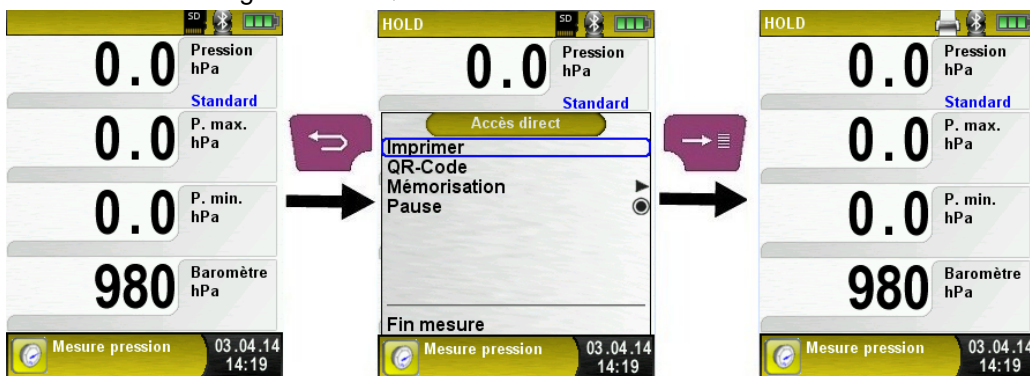 SD
0.0 Pression
hPa
Standard
0.0 P. max.
hPa
0.0 P. min.
hPa
980 Baromètre
hPa
Mesure pression 03.04.14
14:19
HOLD SD
0.0 Pression
hPa
Standard
Accès direct
Imprimer
QR-Code
Mémorisation
Pause
Fin mesure
Mesure pression 03.04.14
14:19
HOLD
0.0 Pression
hPa
Standard
0.0 P. max.
hPa
0.0 P. min.
hPa
980 Baromètre
hPa
Mesure pression 03.04.14
14:19